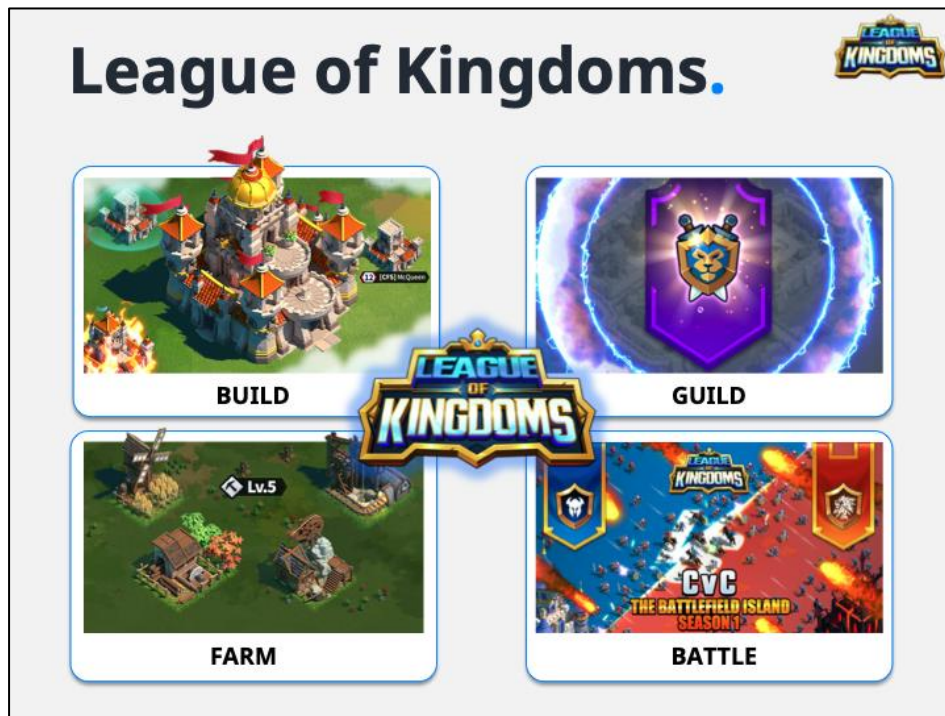 League of Kingdoms.
LEAGUE
OF
KINGDOMS
12 [CFS] McQueen
BUILD
GUILD
LEAGUE
OF
KINGDOMS
Lv.5
FARM
LEAGUE
OF
KINGDOMS
CvC
THE BATTLEFIELD ISLAND
SEASON 1
BATTLE